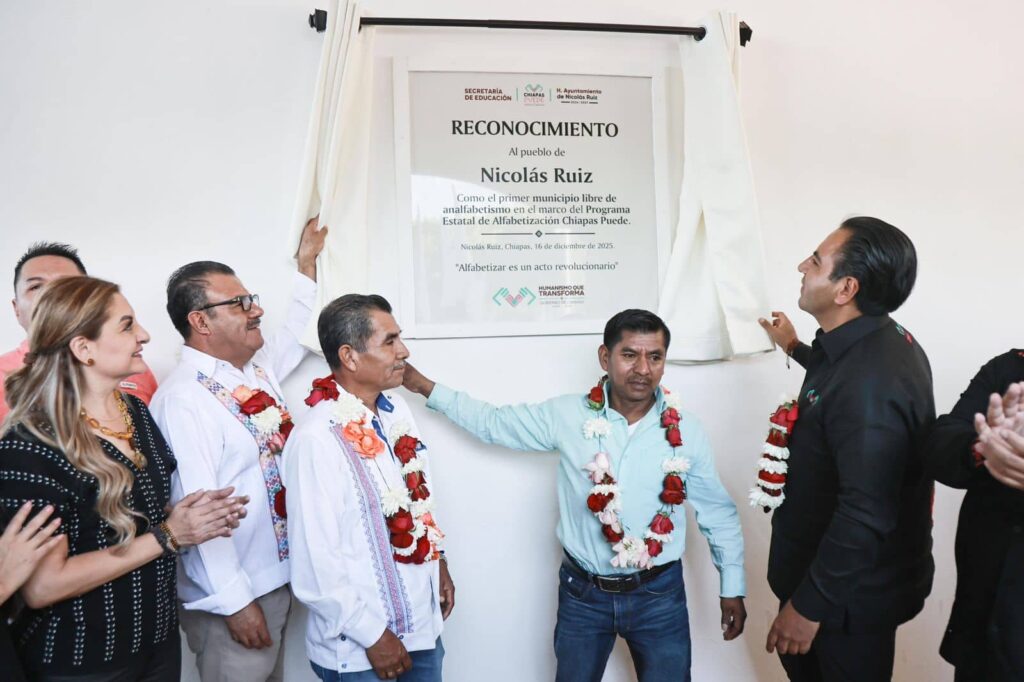 SECRETARÍA
DE EDUCACIÓN
CHIAPAS
PUEDE
H. Ayuntamiento
de Nicolás Ruiz
RECONOCIMIENTO
Al pueblo de
Nicolás Ruiz
Como el primer municipio libre de
analfabetismo en el marco del Programa
Estatal de Alfabetización Chiapas Puede.
Nicolás Ruiz, Chiapas, 16 de diciembre de 2025.
"Alfabetizar es un acto revolucionario"
HUMANISMO QUE
TRANSFORMA